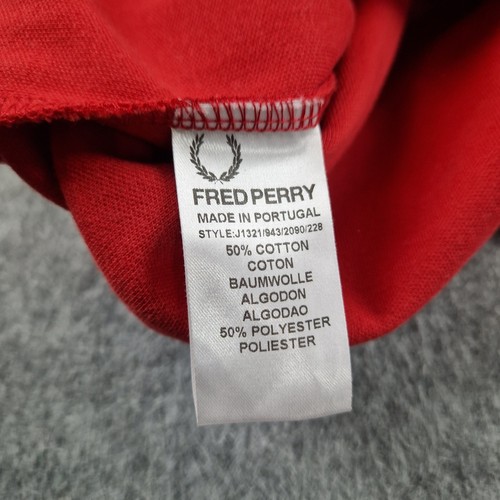 FRED PERRY
MADE IN PORTUGAL
STYLE:J1321/943/2090/228
50% COTTON
COTON
BAUMWOLLE
ALGODON
ALGODAO
50% POLYESTER
POLIESTER